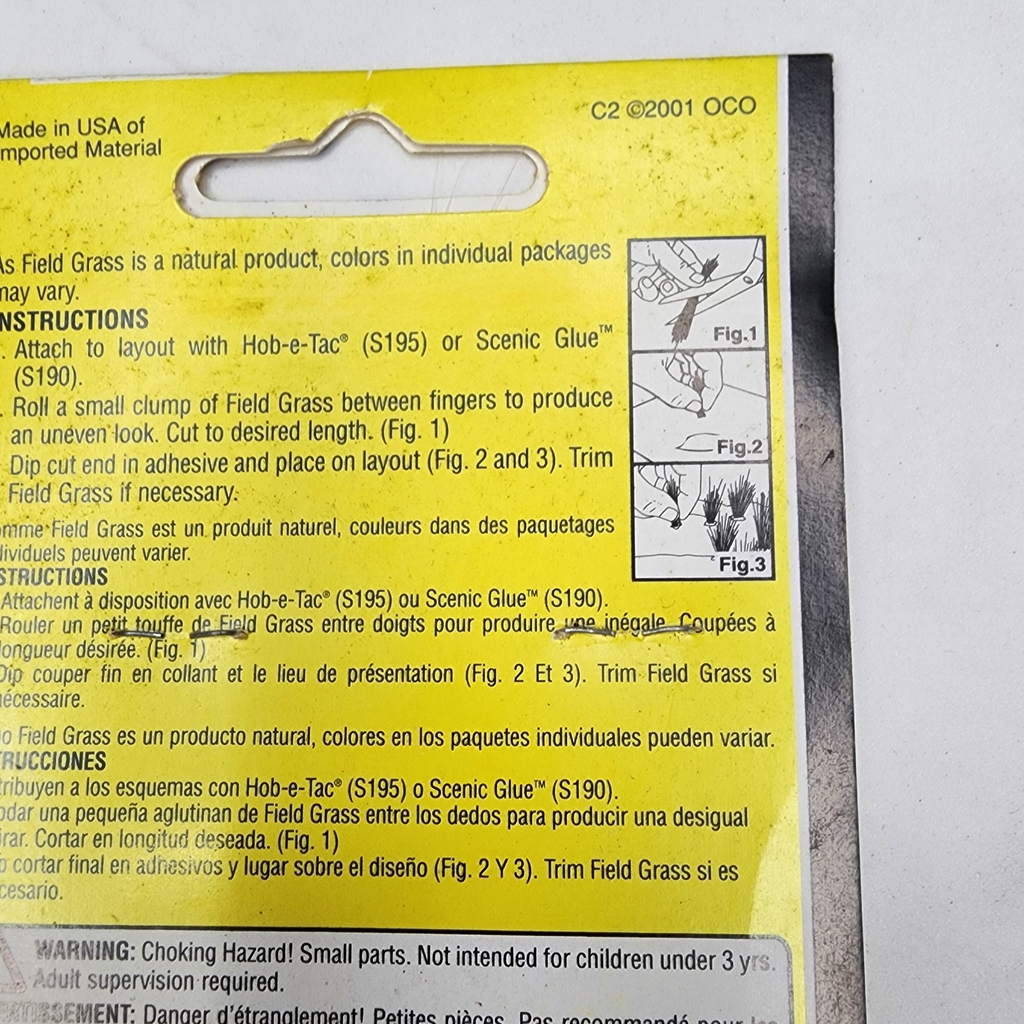 Made in USA of
Imported Material
C2 ©2001 OCO
As Field Grass is a natural product, colors in individual packages
may vary.
INSTRUCTIONS
. Attach to layout with Hob-e-Tac® (S195) or Scenic Glue™
(S190).
. Roll a small clump of Field Grass between fingers to produce
an uneven look. Cut to desired length. (Fig. 1)
Dip cut end in adhesive and place on layout (Fig. 2 and 3). Trim
Field Grass if necessary.
Fig.1
Fig.2
Fig.3
omme Field Grass est un produit naturel, couleurs dans des paquetages
dividuels peuvent varier.
STRUCTIONS
Attachent à disposition avec Hob-e-Tac® (S195) ou Scenic Glue™ (S190).
Rouler un petit touffe de Field Grass entre doigts pour produire une inégale. Coupées à
longueur désirée. (Fig. 1)
Dip couper fin en collant et le lieu de présentation (Fig. 2 Et 3). Trim Field Grass si
nécessaire.
o Field Grass es un producto natural, colores en los paquetes individuales pueden variar.
RUCCIONES
tribuyen a los esquemas con Hob-e-Tac® (S195) o Scenic Glue™ (S190).
odar una pequeña aglutinan de Field Grass entre los dedos para producir una desigual
irar. Cortar en longitud deseada. (Fig. 1)
o cortar final en adhesivos y lugar sobre el diseño (Fig. 2 Y 3). Trim Field Grass si es
cesario.
WARNING: Choking Hazard! Small parts. Not intended for children under 3 yrs.
Adult supervision required.
TISSEMENT: Danger d'étranglement! Petites pièces. Pas recommandé pour les